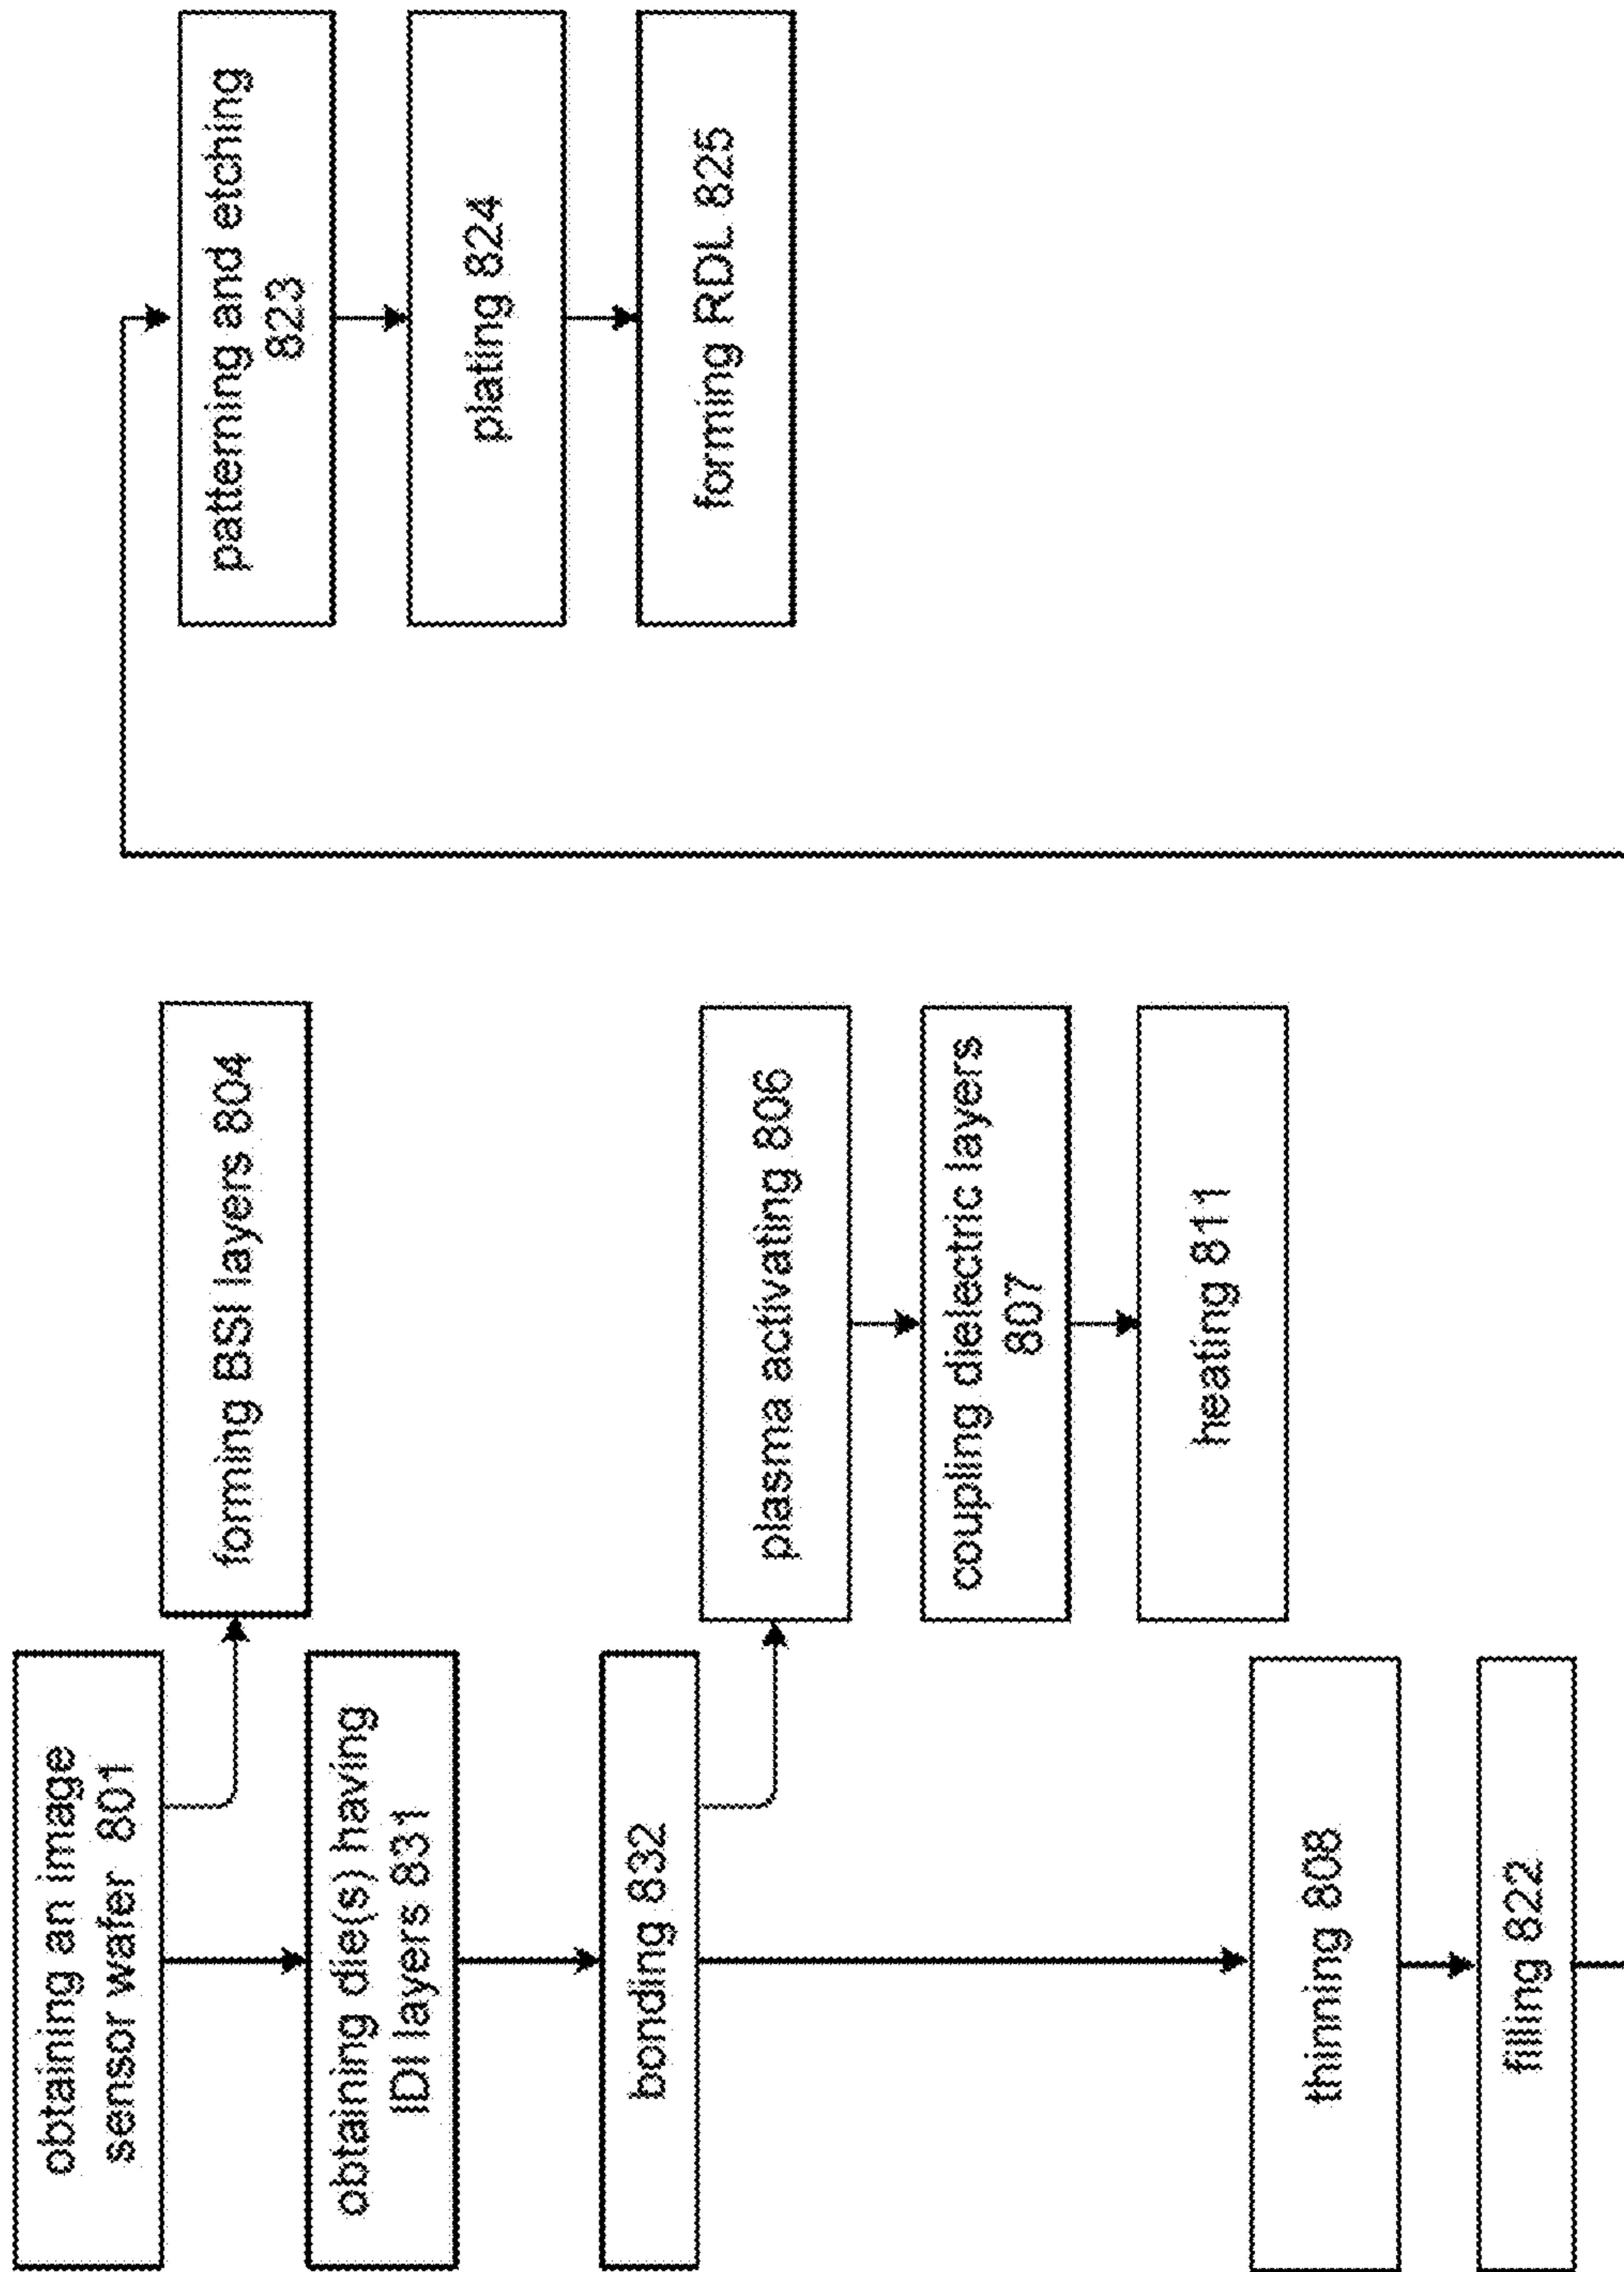 obtaining an image
sensor wafer 801
forming BSI layers 804
obtaining die(s) having
IDI layers 831
bonding 832
plasma activating 806
coupling dielectric layers
807
heating 811
thinning 808
filling 822
patterning and etching
823
plating 824
forming RDL 825